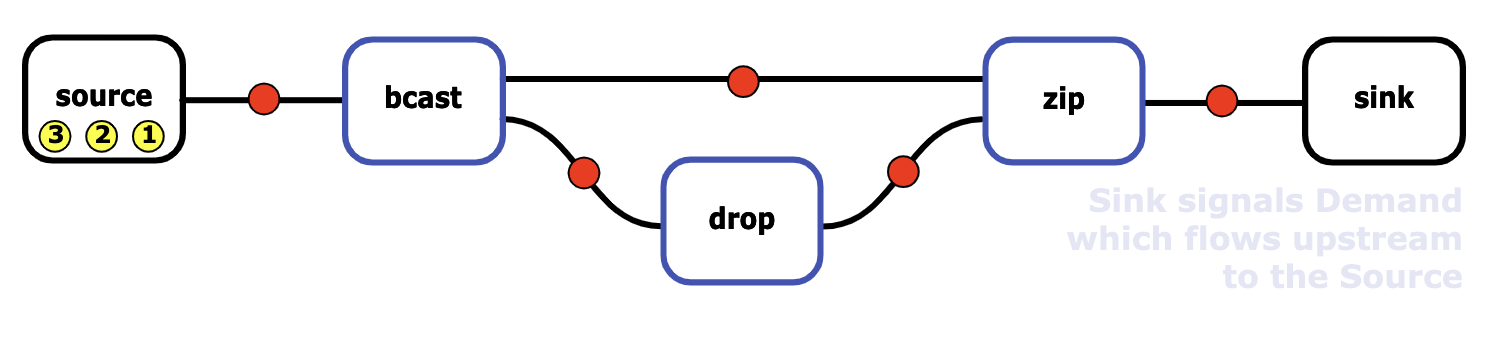 source
3 2 1
bcast
drop
zip
sink
Sink signals Demand
which flows upstream
to the Source